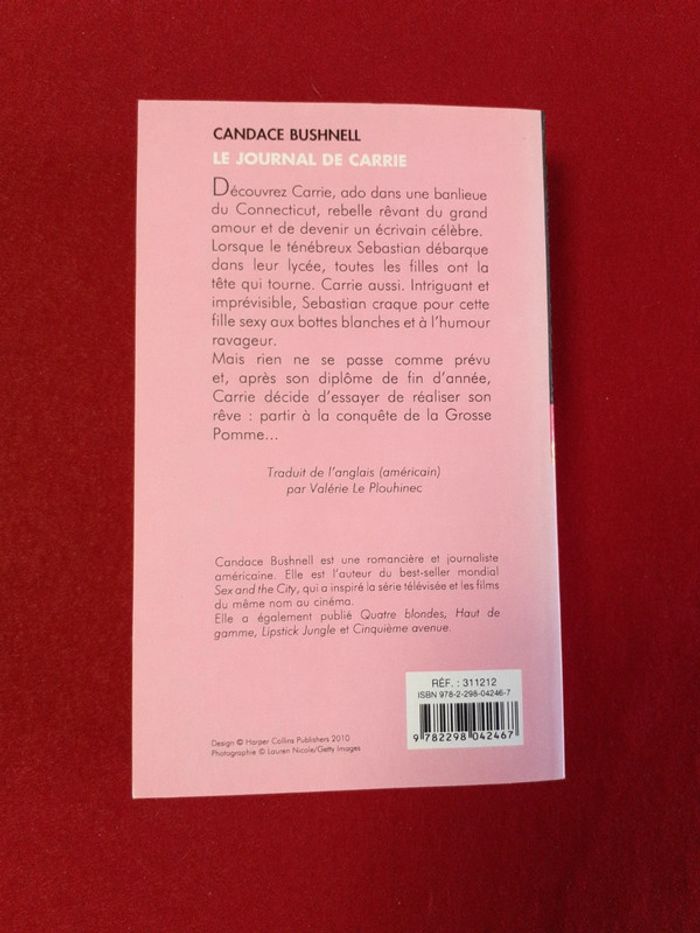 CANDACE BUSHNELL
LE JOURNAL DE CARRIE
Découvrez Carrie, ado dans une banlieue
du Connecticut, rebelle rêvant du grand
amour et de devenir un écrivain célèbre.
Lorsque le ténébreux Sebastian débarque
dans leur lycée, toutes les filles ont la
tête qui tourne. Carrie aussi. Intriguant et
imprévisible, Sebastian craque pour cette
fille sexy aux bottes blanches et à l'humour
ravageur.
Mais rien ne se passe comme prévu
et, après son diplôme de fin d'année,
Carrie décide d'essayer de réaliser son
rêve : partir à la conquête de la Grosse
Pomme...
Traduit de l'anglais (américain)
par Valérie Le Plouhinec
Candace Bushnell est une romancière et journaliste
américaine. Elle est l'auteur du best-seller mondial
Sex and the City, qui a inspiré la série télévisée et les films
du même nom au cinéma.
Elle a également publié Quatre blondes, Haut de
gamme, Lipstick Jungle et Cinquième avenue.
RÉF. : 311212
ISBN 978-2-298-04246-7
9 782298 042467
Design © Harper Collins Publishers 2010
Photographie © Lauren Nicole/Getty Images